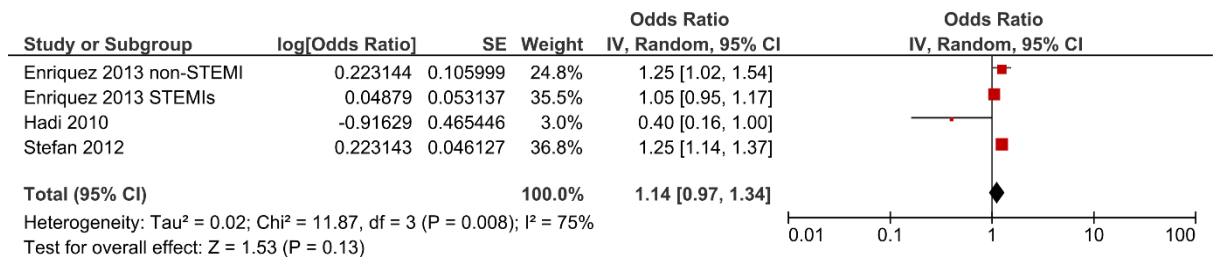 Odds Ratio Odds Ratio
Study or Subgroup log[Odds Ratio] SE Weight IV, Random, 95% CI IV, Random, 95% CI
Enriquez 2013 non-STEMI 0.223144 0.105999 24.8% 1.25 [1.02, 1.54]
Enriquez 2013 STEMIs 0.04879 0.053137 35.5% 1.05 [0.95, 1.17]
Hadi 2010 -0.91629 0.465446 3.0% 0.40 [0.16, 1.00]
Stefan 2012 0.223143 0.046127 36.8% 1.25 [1.14, 1.37]
Total (95% CI) 100.0% 1.14 [0.97, 1.34]
Heterogeneity: Tau² = 0.02; Chi² = 11.87, df = 3 (P = 0.008); I² = 75%
Test for overall effect: Z = 1.53 (P = 0.13)
0.01 0.1 1 10 100